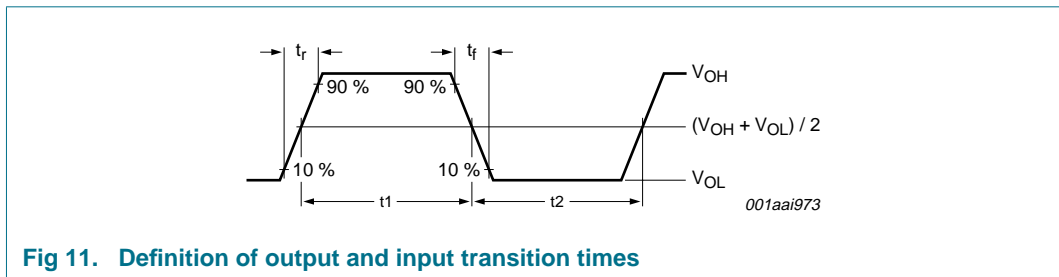 tr tf
VOH
90 % 90 %
(VOH + VOL) / 2
10 % 10 %
VOL
t1 t2
001aai973
Fig 11. Definition of output and input transition times